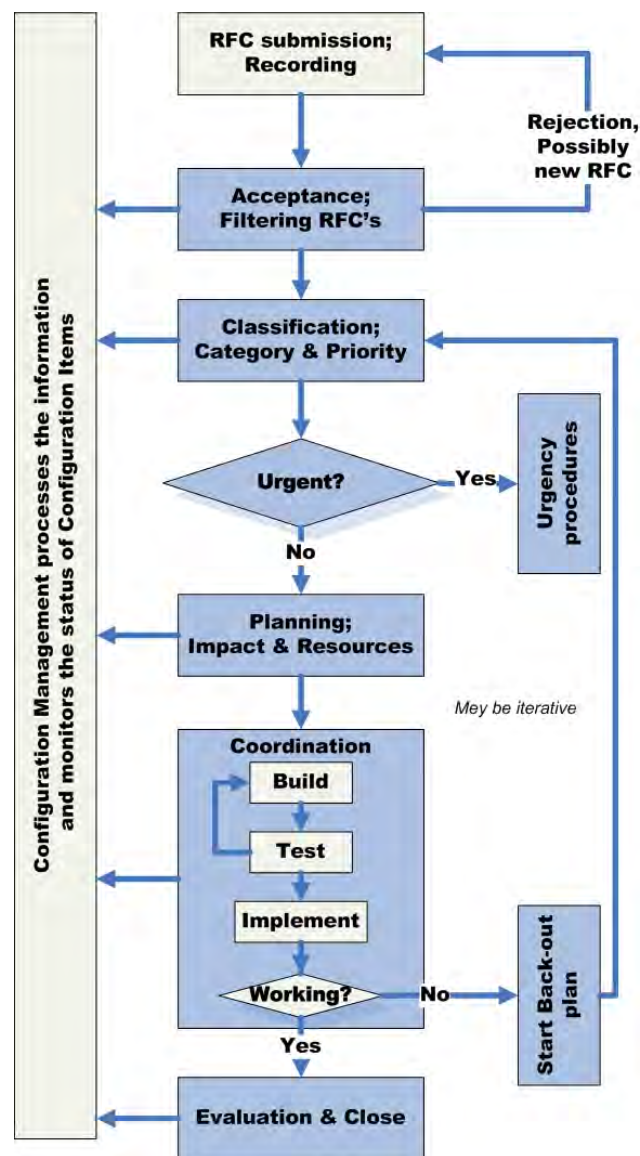 RFC submission;
Recording
Rejection,
Possibly
new RFC
Acceptance;
Filtering RFC's
Classification;
Category & Priority
Urgent?
Yes
Urgency
procedures
No
Planning;
Impact & Resources
Mey be iterative
Coordination
Build
Test
Implement
Working?
No
Start Back-out
plan
Yes
Evaluation & Close
Configuration Management processes the information
and monitors the status of Configuration Items